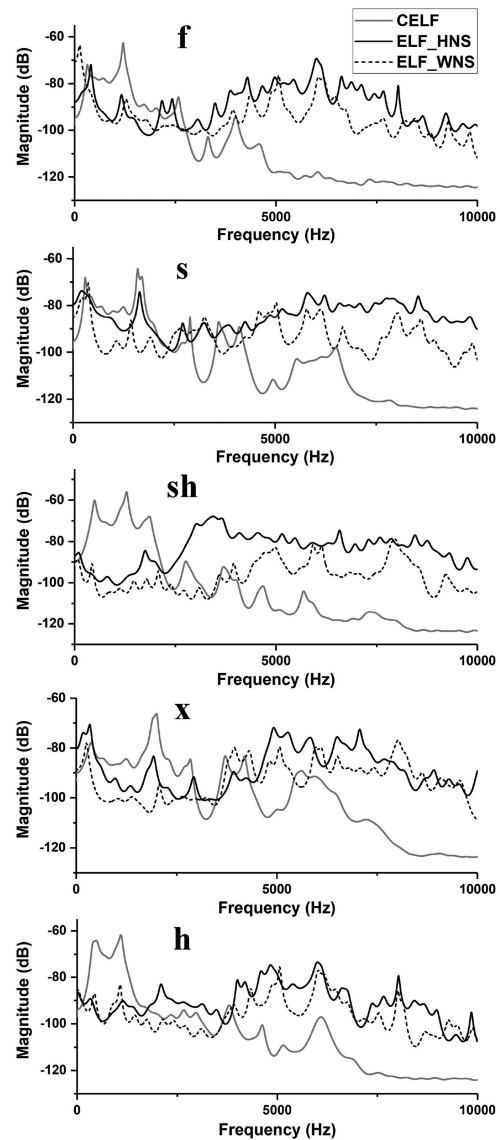 f
CELF
ELF_HNS
ELF_WNS
Magnitude (dB)
-60
-80
-100
-120
0
5000
10000
Frequency (Hz)
s
Magnitude (dB)
-60
-80
-100
-120
0
5000
10000
Frequency (Hz)
sh
Magnitude (dB)
-60
-80
-100
-120
0
5000
10000
Frequency (Hz)
x
Magnitude (dB)
-60
-80
-100
-120
0
5000
10000
Frequency (Hz)
h
Magnitude (dB)
-60
-80
-100
-120
0
5000
10000
Frequency (Hz)